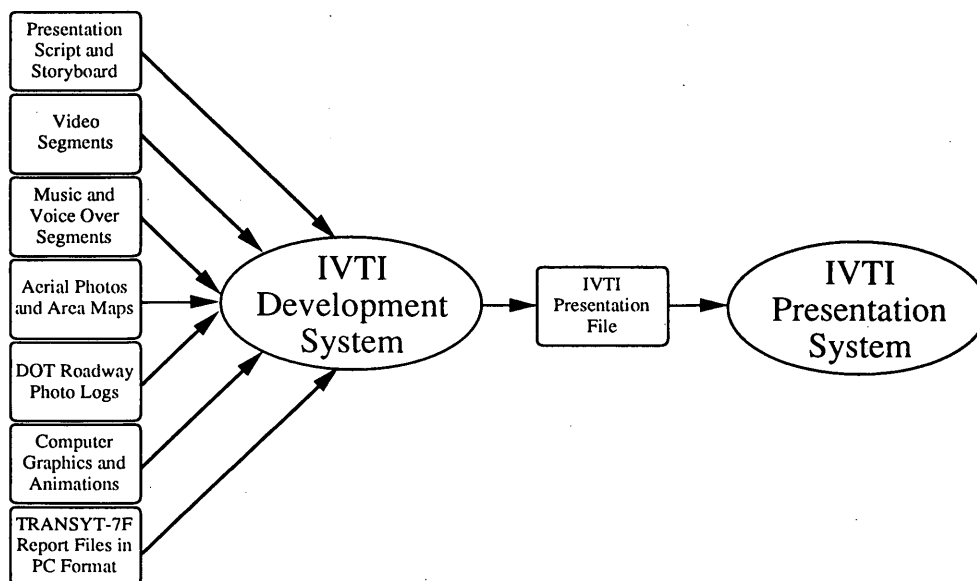 Presentation
Script and
Storyboard
Video
Segments
Music and
Voice Over
Segments
Aerial Photos
and Area Maps
DOT Roadway
Photo Logs
Computer
Graphics and
Animations
TRANSYT-7F
Report Files in
PC Format
IVTI
Development
System
IVTI
Presentation
File
IVTI
Presentation
System